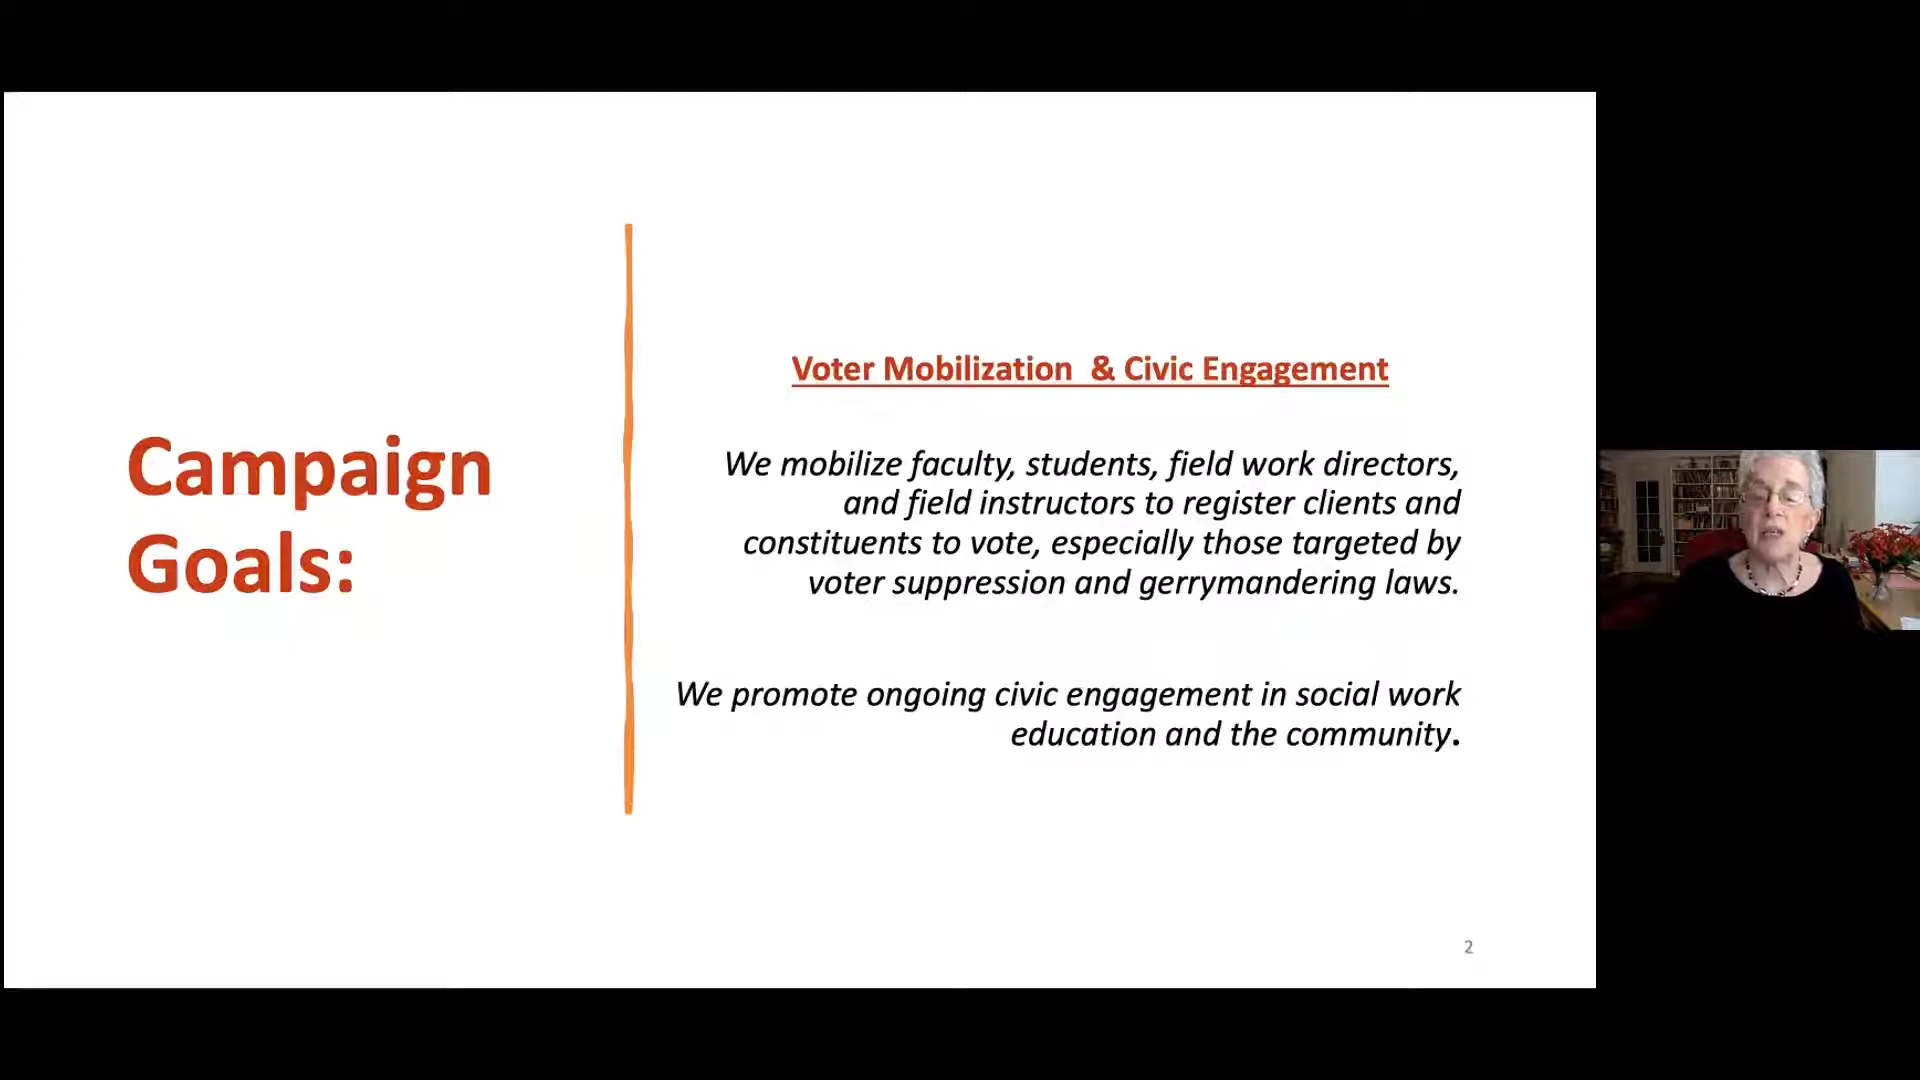 Campaign
Goals:
Voter Mobilization  & Civic Engagement
We mobilize faculty, students, field work directors,
and field instructors to register clients and
constituents to vote, especially those targeted by
voter suppression and gerrymandering laws.
We promote ongoing civic engagement in social work
education and the community.
2